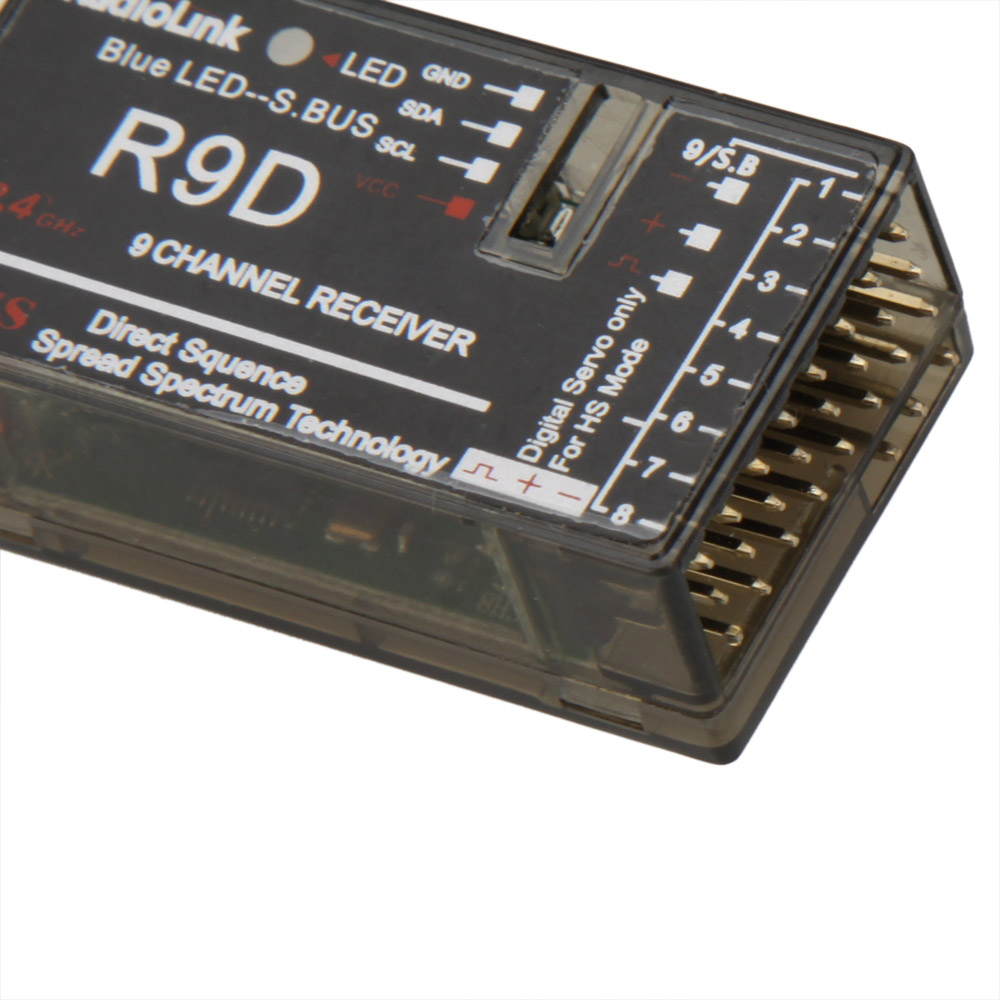 RadioLink
LED
Blue LED--S.BUS
GND
SDA
SCL
VCC
R9D
2.4GHz
9 CHANNEL RECEIVER
Direct Squence
Spread Spectrum Technology
9/S.B
-
+
Digital Servo only
For HS Mode
1
2
3
4
5
6
7
8
+ -